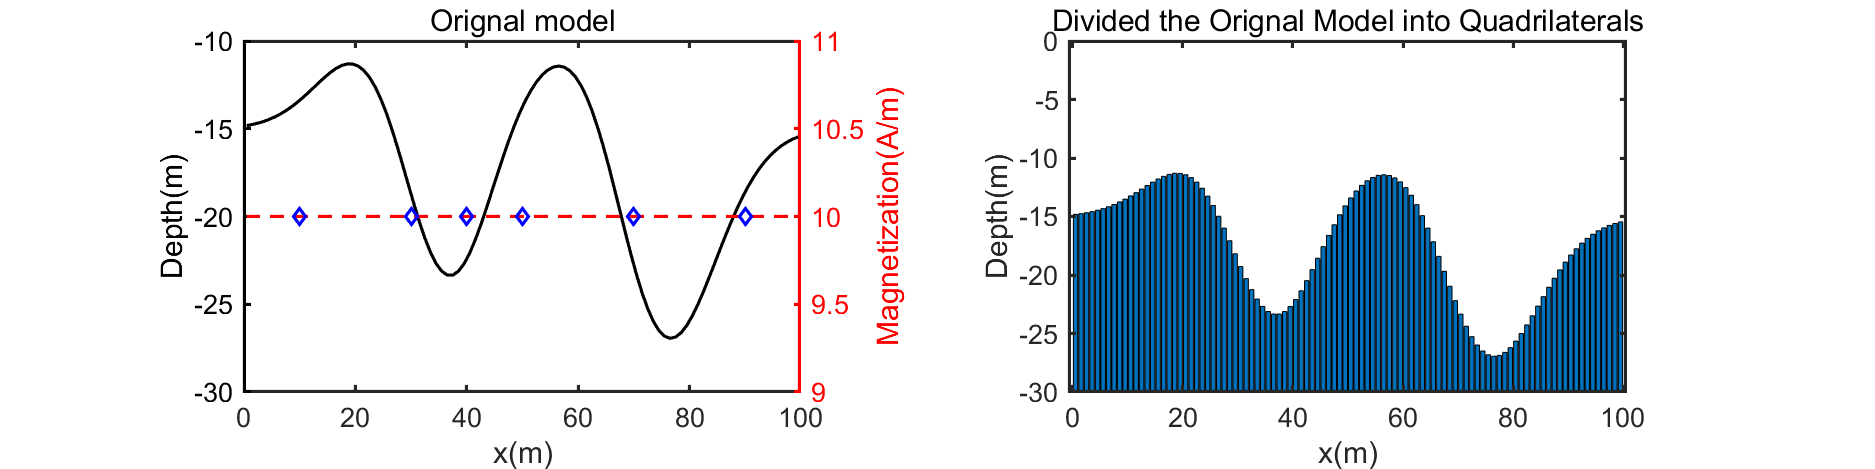 Orignal model
-10
-15
-20
-25
-30
Depth(m)
11
10.5
10
9.5
9
Magnetization(A/m)
0 20 40 60 80 100
x(m)
Divided the Orignal Model into Quadrilaterals
0
-5
-10
-15
-20
-25
-30
Depth(m)
0 20 40 60 80 100
x(m)